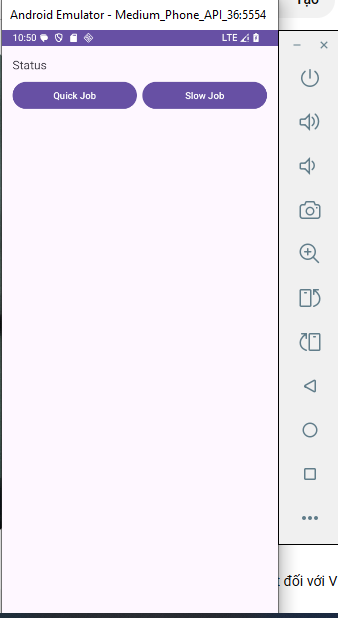 Tạo
Android Emulator - Medium_Phone_API_36:5554
10:50 LTE
Status
Quick Job Slow Job
đối với V